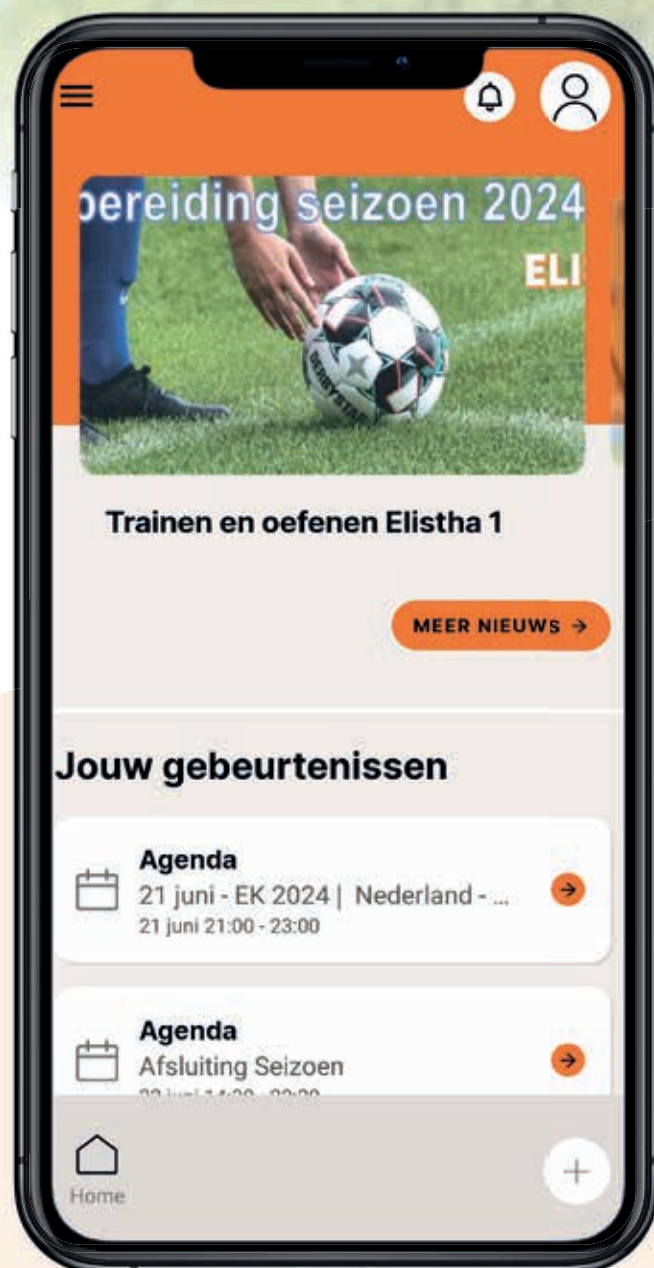 bereiding seizoen 2024
ELI
DERBYSTAR
Trainen en oefenen Elistha 1
MEER NIEUWS →
Jouw gebeurtenissen
Agenda
21 juni - EK 2024 | Nederland - ...
21 juni 21:00 - 23:00
Agenda
Afsluiting Seizoen
juni
Home